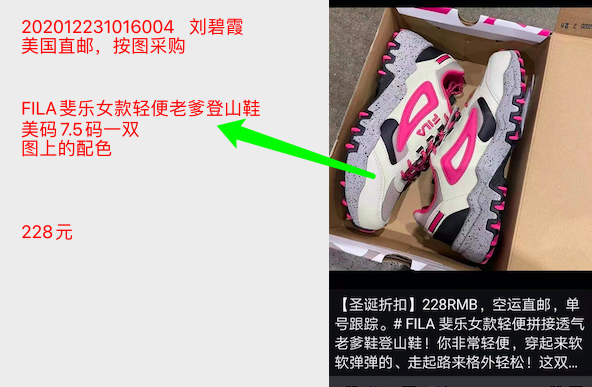 202012231016004 刘碧霞
美国直邮，按图采购
FILA斐乐女款轻便老爹登山鞋
美码7.5码一双
图上的配色
228元
FILA
【圣诞折扣】228RMB，空运直邮，单
号跟踪。# FILA 斐乐女款轻便拼接透气
老爹鞋登山鞋！你非常轻便，穿起来软
软弹弹的、走起路来格外轻松！这双...